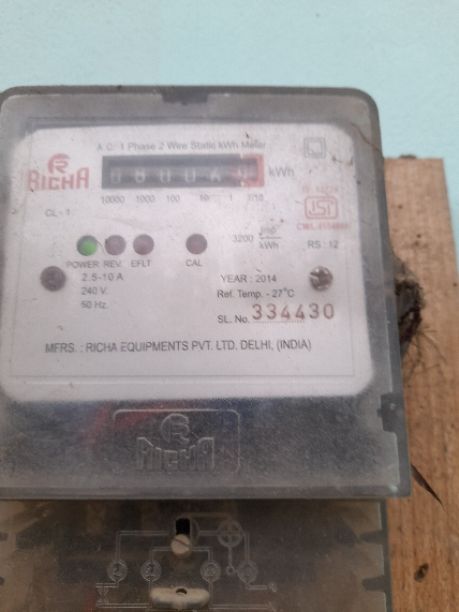 A.C. 1 Phase 2 Wire Static kWh Meter
RICHA
kWh
10000 1000 100 10 1 1/10
CL - 1
3200 imp/kWh
ISI
RS : 12
POWER REV. EFLT CAL
2.5-10 A
240 V.
50 Hz.
YEAR : 2014
Ref. Temp. - 27°C
SL. No. 334430
MFRS. : RICHA EQUIPMENTS PVT. LTD. DELHI, (INDIA)
RICHA